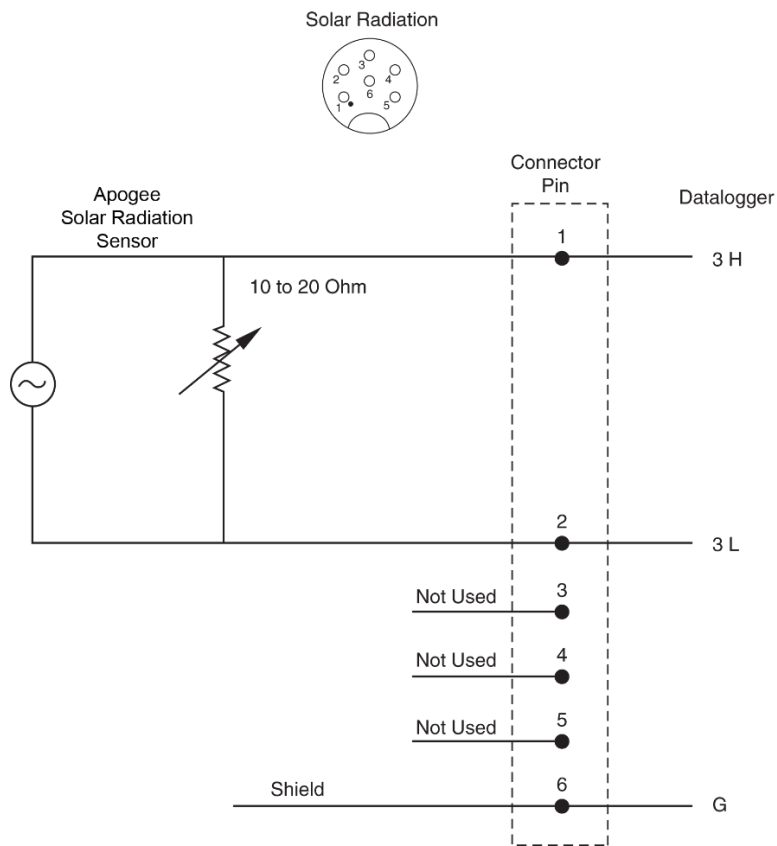 Solar Radiation
3
2
4
6
1
5
Connector
Pin
Datalogger
Apogee
Solar Radiation
Sensor
1
3 H
10 to 20 Ohm
2
3 L
Not Used
3
Not Used
4
Not Used
5
Shield
6
G